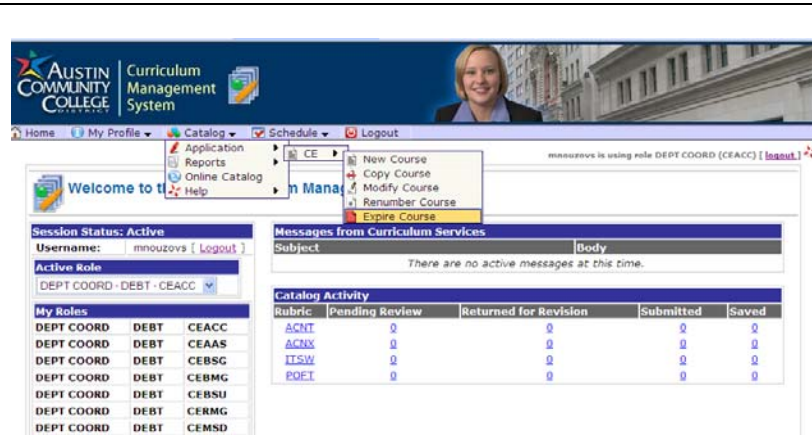 AUSTIN
COMMUNITY
COLLEGE
DISTRICT
Curriculum
Management
System
Home My Profile Catalog Schedule Logout
Application
Reports
Online Catalog
Help
CE
New Course
Copy Course
Modify Course
Renumber Course
Expire Course
mnouzovs is using role DEPT COORD (CEACC) [ logout ]
Welcome to t m Mana
Session Status: Active
Username: mnouzovs [ Logout ]
Active Role
DEPT COORD - DEBT - CEACC
My Roles
DEPT COORD DEBT CEACC
DEPT COORD DEBT CEAAS
DEPT COORD DEBT CEBSG
DEPT COORD DEBT CEBMG
DEPT COORD DEBT CEBSU
DEPT COORD DEBT CERMG
DEPT COORD DEBT CEMSD
Messages from Curriculum Services
Subject Body
There are no active messages at this time.
Catalog Activity
Rubric Pending Review Returned for Revision Submitted Saved
ACNT 0 0 0 0
ACNX 0 0 0 0
ITSW 0 0 0 0
POFT 0 0 0 0